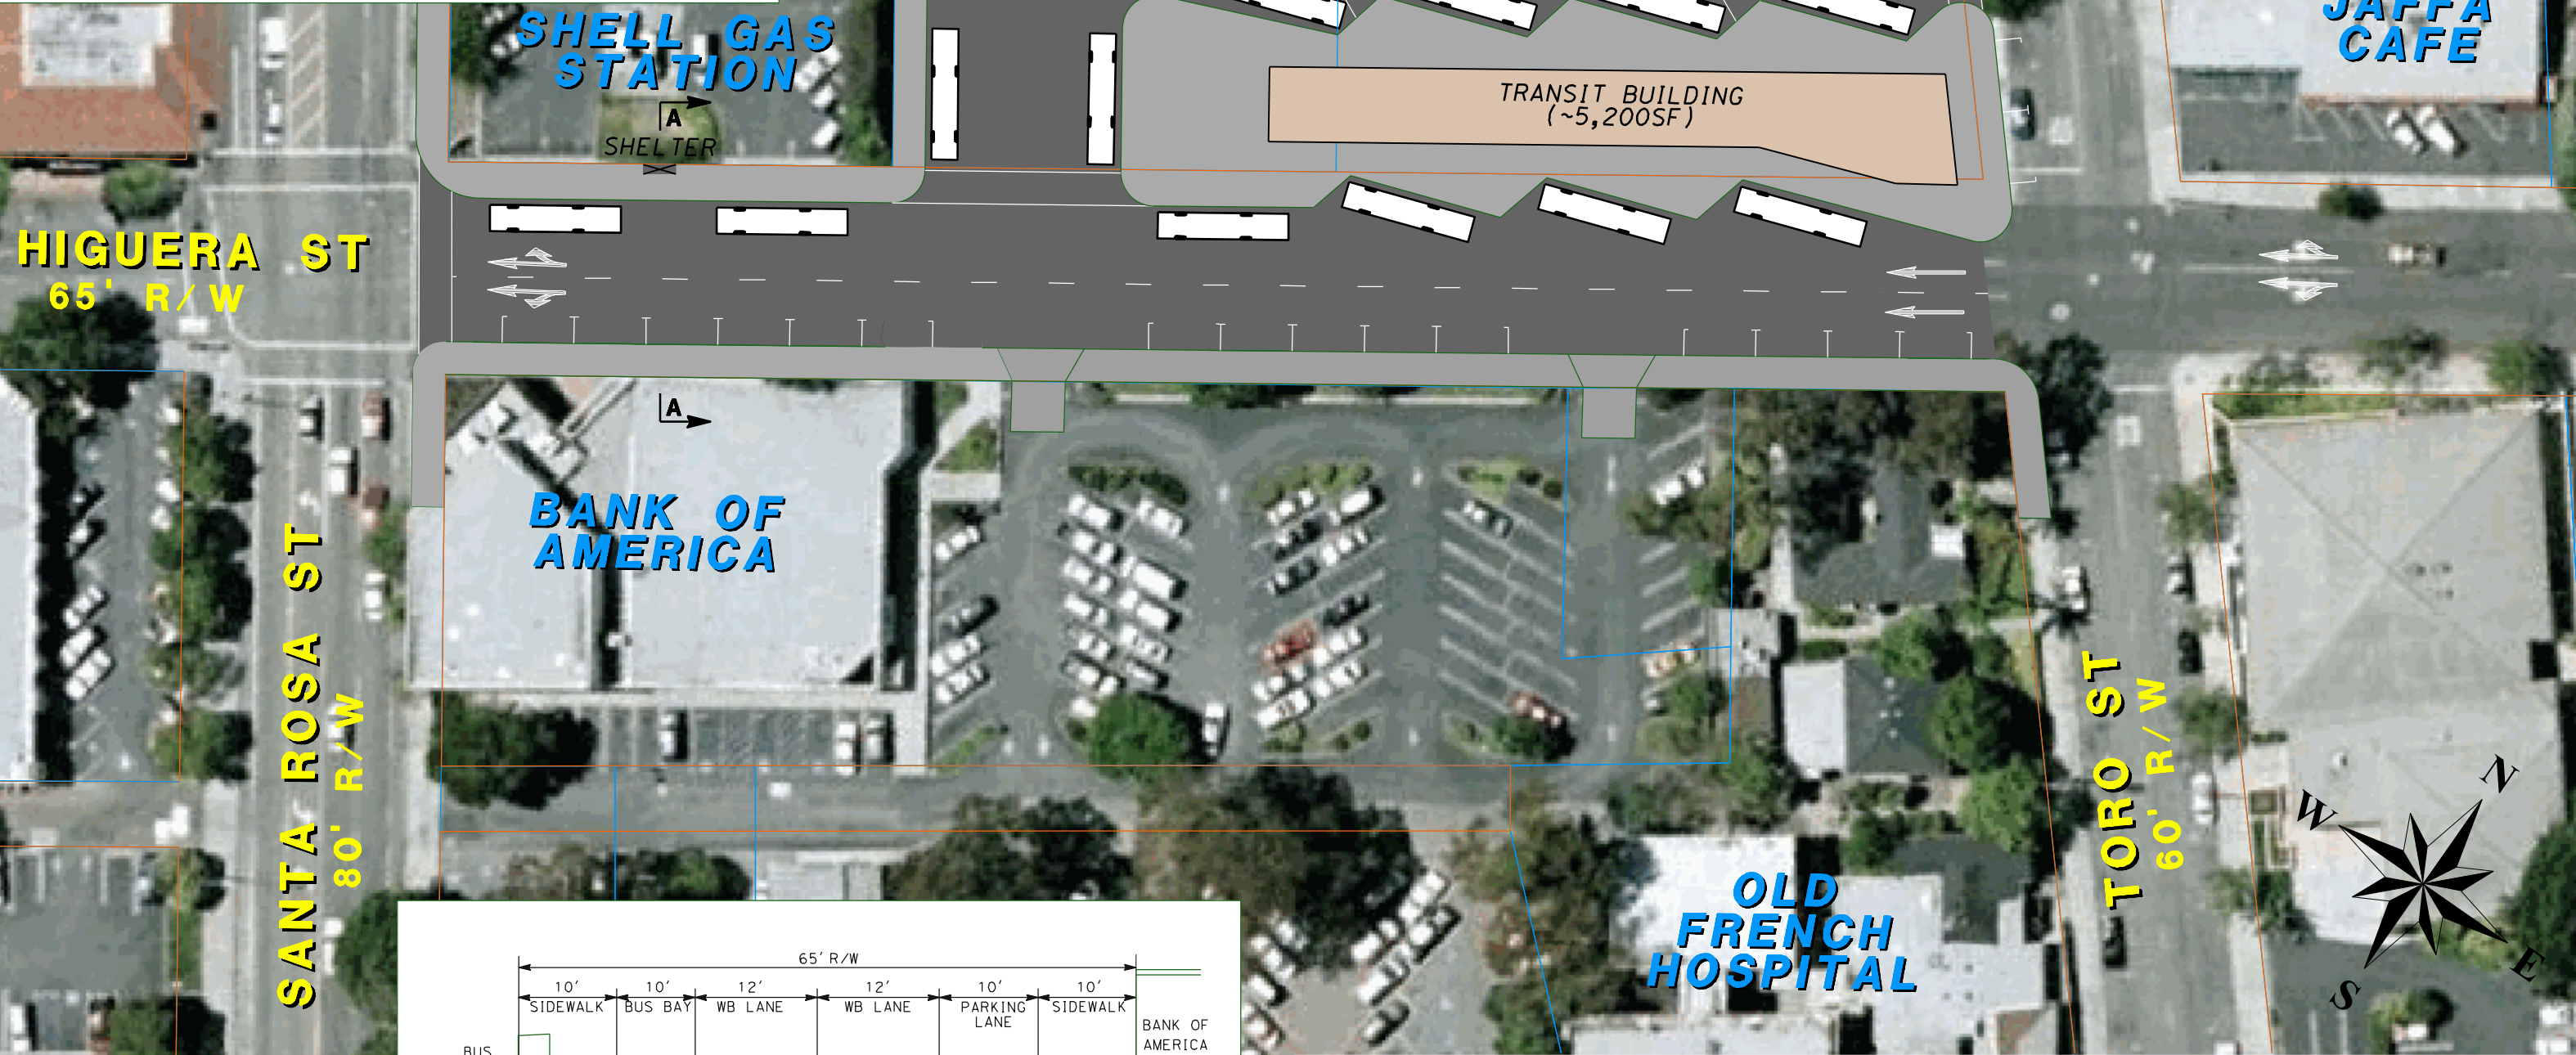 SHELL GAS
STATION
A
SHELTER
TRANSIT BUILDING
(~5,200SF)
JAFFA
CAFE
HIGUERA ST
65' R/W
A
BANK OF
AMERICA
SANTA ROSA ST
80' R/W
TORO ST
60' R/W
OLD
FRENCH
HOSPITAL
N
W
E
S
65' R/W
10' 10' 12' 12' 10' 10'
SIDEWALK BUS BAY WB LANE WB LANE PARKING SIDEWALK
LANE
BANK OF
AMERICA
BUS